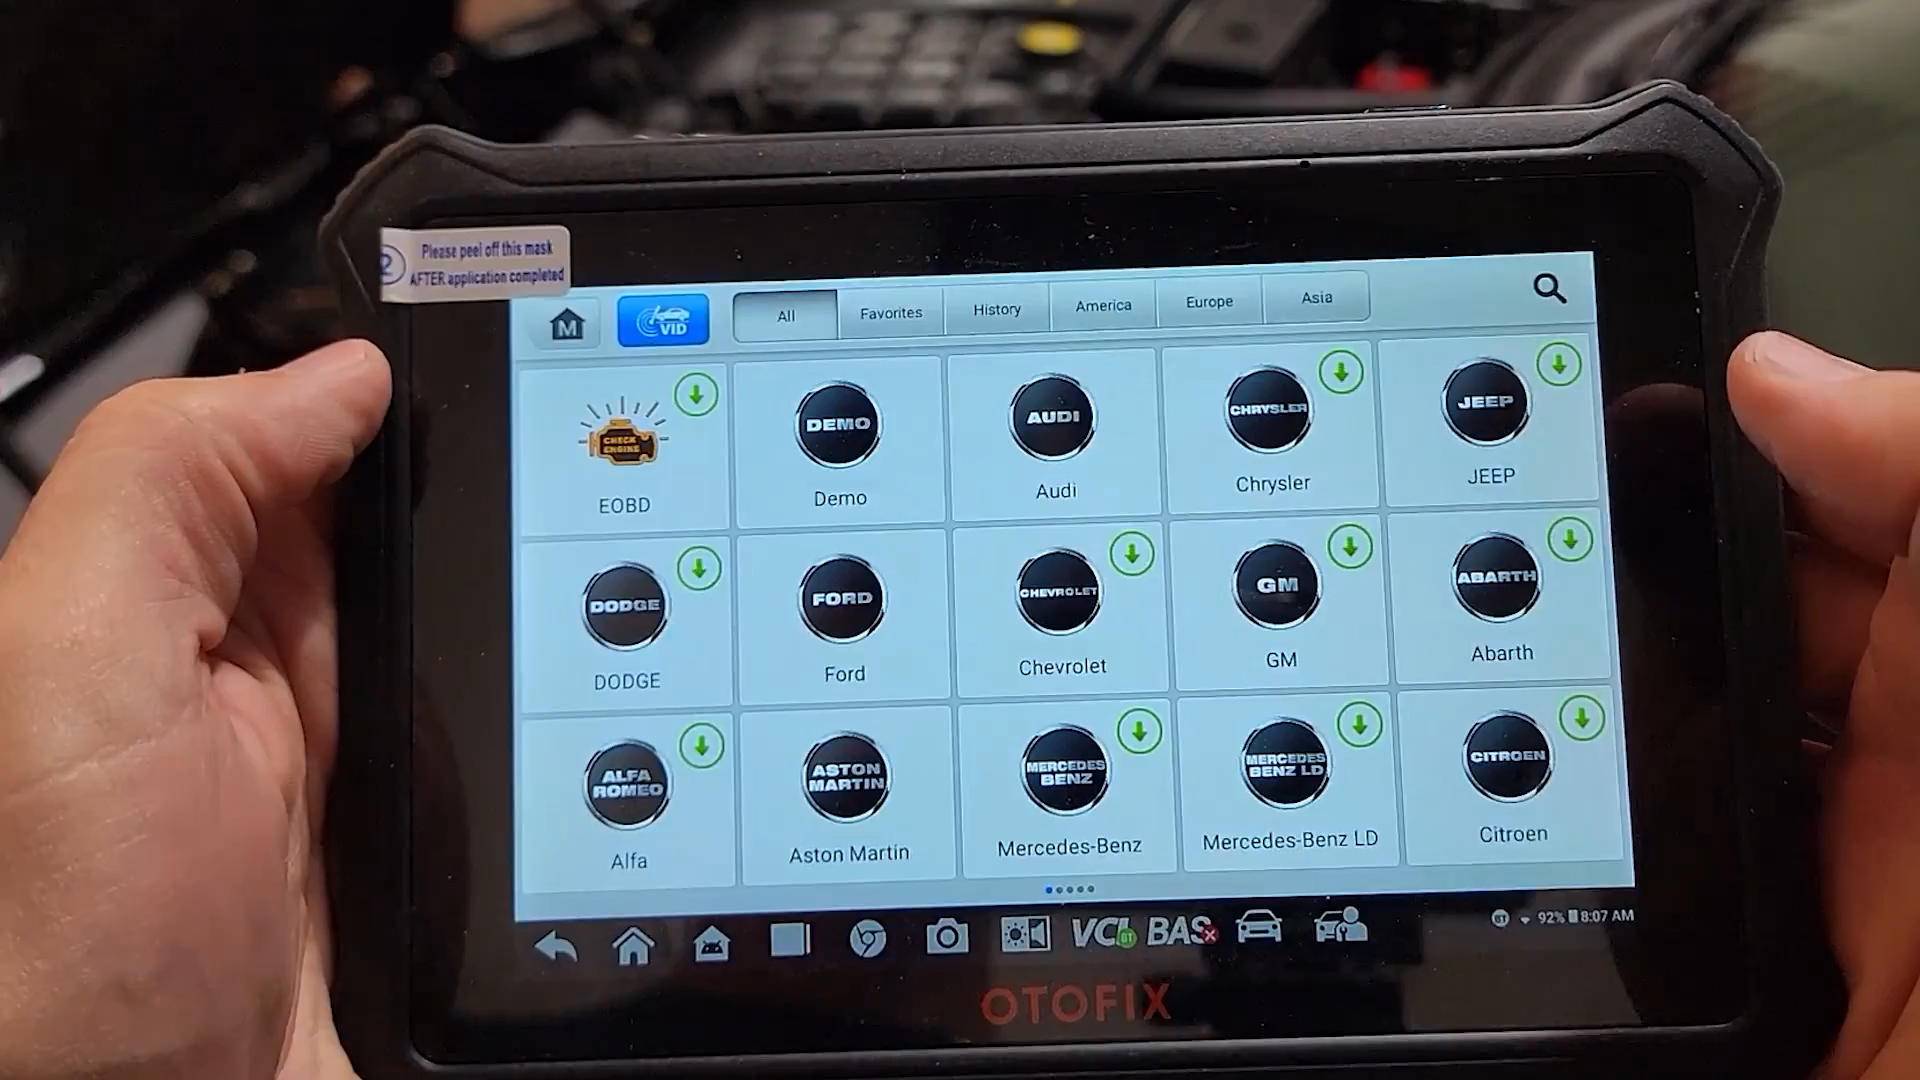 2
Please peel off this mask
AFTER application completed
M
VID
All
Favorites
History
America
Europe
Asia
CHECK
ENGINE
EOBD
DEMO
Demo
AUDI
Audi
CHRYSLER
Chrysler
JEEP
JEEP
DODGE
DODGE
FORD
Ford
CHEVROLET
Chevrolet
GM
GM
ABARTH
Abarth
ALFA
ROMEO
Alfa
ASTON
MARTIN
Aston Martin
MERCEDES
BENZ
Mercedes-Benz
MERCEDES
BENZ LD
Mercedes-Benz LD
CITROEN
Citroen
VCI BT BAS
BT 92% 8:07 AM
OTOFIX